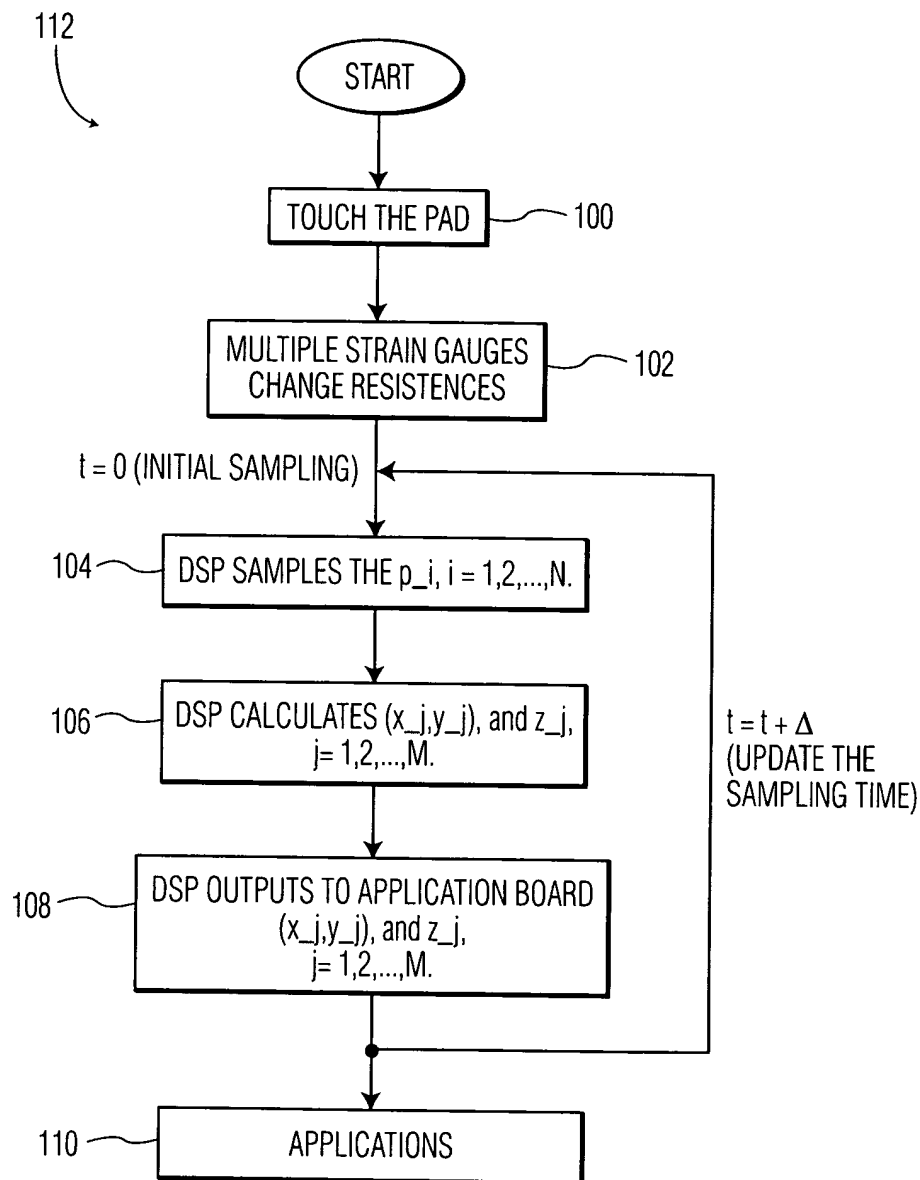 112
START
TOUCH THE PAD
100
MULTIPLE STRAIN GAUGES
CHANGE RESISTENCES
102
t = 0 (INITIAL SAMPLING)
104
DSP SAMPLES THE p_i, i = 1,2,...,N.
106
DSP CALCULATES (x_j,y_j), and z_j,
j= 1,2,...,M.
t = t + Δ
(UPDATE THE
SAMPLING TIME)
108
DSP OUTPUTS TO APPLICATION BOARD
(x_j,y_j), and z_j,
j= 1,2,...,M.
110
APPLICATIONS